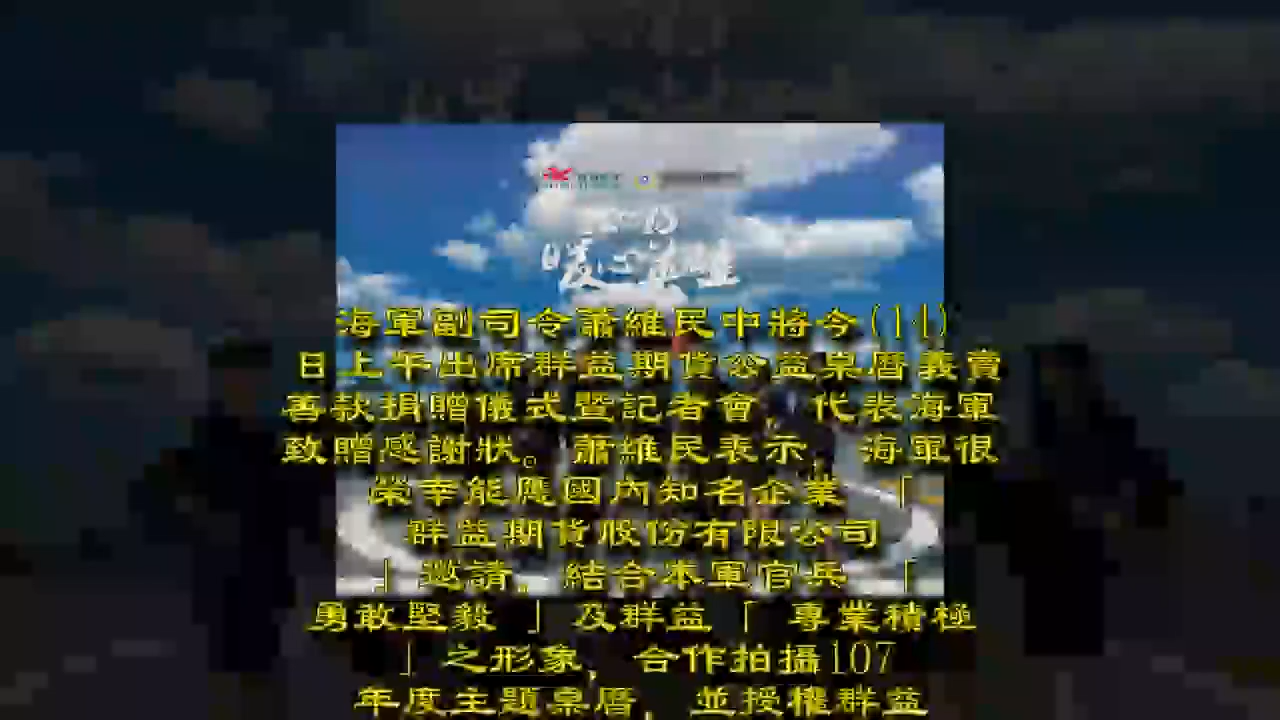 暖心英雄
海軍副司令蕭維民中將今(14)
日上午出席群益期貨公益桌曆義賣
善款捐贈儀式暨記者會，代表海軍
致贈感謝狀。蕭維民表示，海軍很
榮幸能應國內知名企業 「
群益期貨股份有限公司
」邀請，結合本軍官兵 「
勇敢堅毅 」及群益「 專業積極
」之形象，合作拍攝107
年度主題桌曆，並授權群益